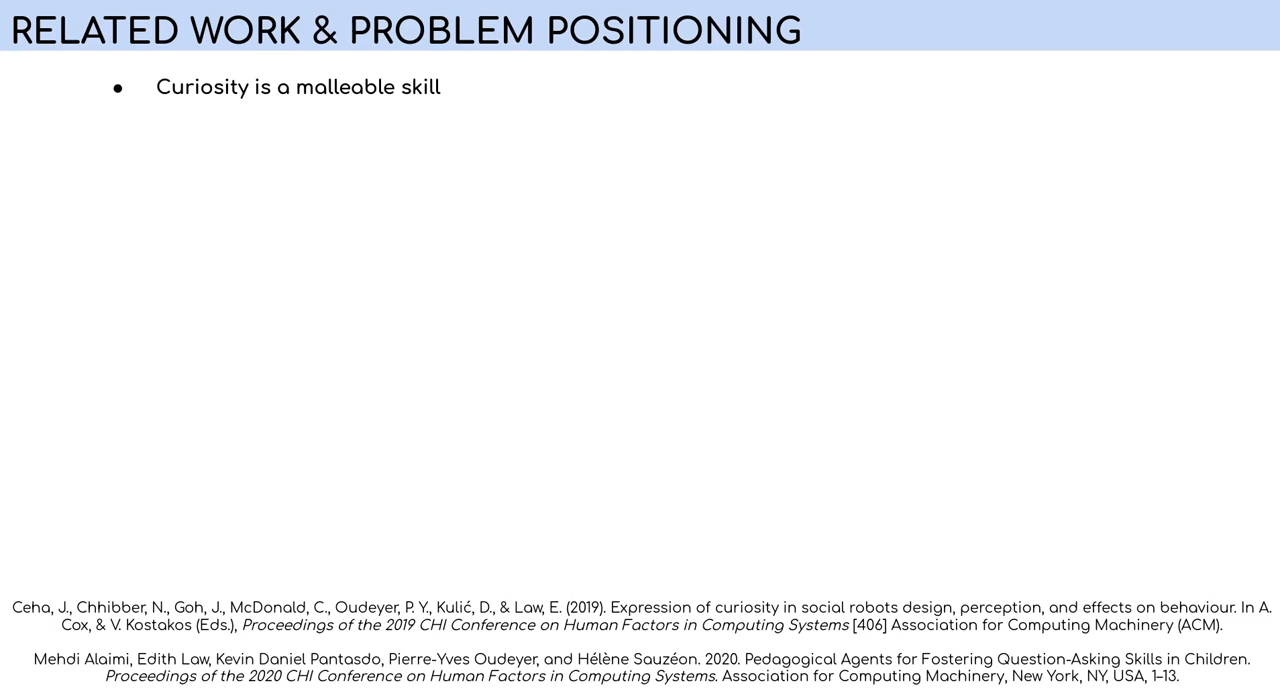 RELATED WORK & PROBLEM POSITIONING
● Curiosity is a malleable skill
Ceha, J., Chhibber, N., Goh, J., McDonald, C., Oudeyer, P. Y., Kulić, D., & Law, E. (2019). Expression of curiosity in social robots design, perception, and effects on behaviour. In A.
Cox, & V. Kostakos (Eds.), Proceedings of the 2019 CHI Conference on Human Factors in Computing Systems [406] Association for Computing Machinery (ACM).
Mehdi Alaimi, Edith Law, Kevin Daniel Pantasdo, Pierre-Yves Oudeyer, and Hélène Sauzéon. 2020. Pedagogical Agents for Fostering Question-Asking Skills in Children.
Proceedings of the 2020 CHI Conference on Human Factors in Computing Systems. Association for Computing Machinery, New York, NY, USA, 1–13.